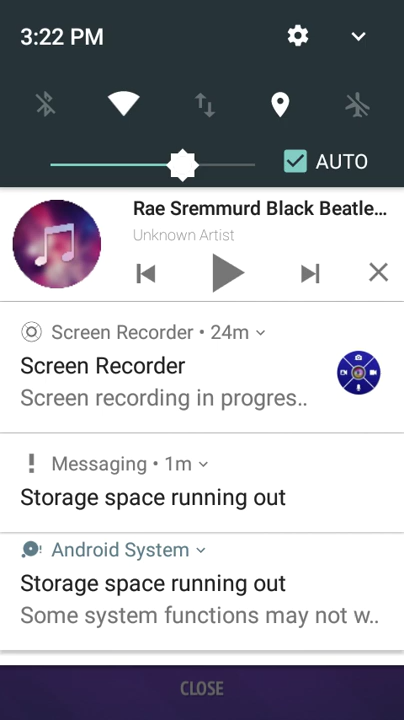 3:22 PM
AUTO
Rae Sremmurd Black Beatle...
Unknown Artist
Screen Recorder • 24m
Screen Recorder
Screen recording in progres..
Messaging • 1m
Storage space running out
Android System
Storage space running out
Some system functions may not w..
CLOSE